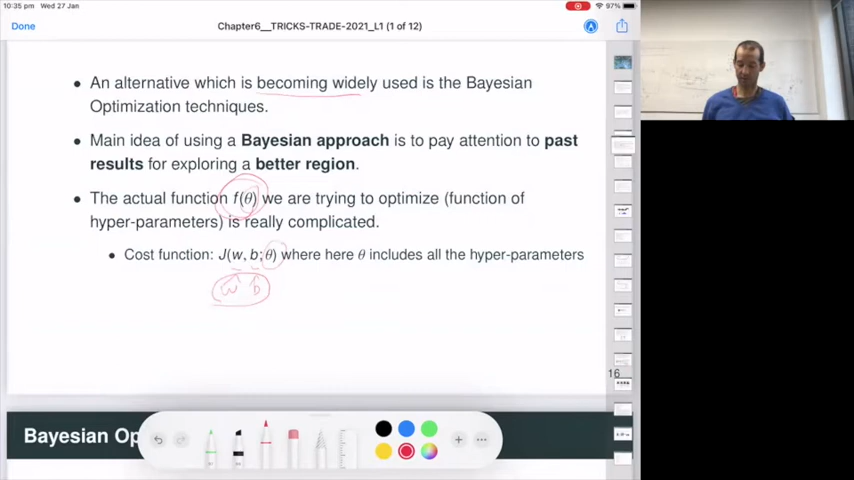 10:35 pm Wed 27 Jan
97%
Done
Chapter6__TRICKS-TRADE-2021_L1 (1 of 12)
• An alternative which is becoming widely used is the Bayesian
Optimization techniques.
• Main idea of using a Bayesian approach is to pay attention to past
results for exploring a better region.
• The actual function f(θ) we are trying to optimize (function of
hyper-parameters) is really complicated.
• Cost function: J(w, b; θ) where here θ includes all the hyper-parameters
w b
16
Bayesian Op